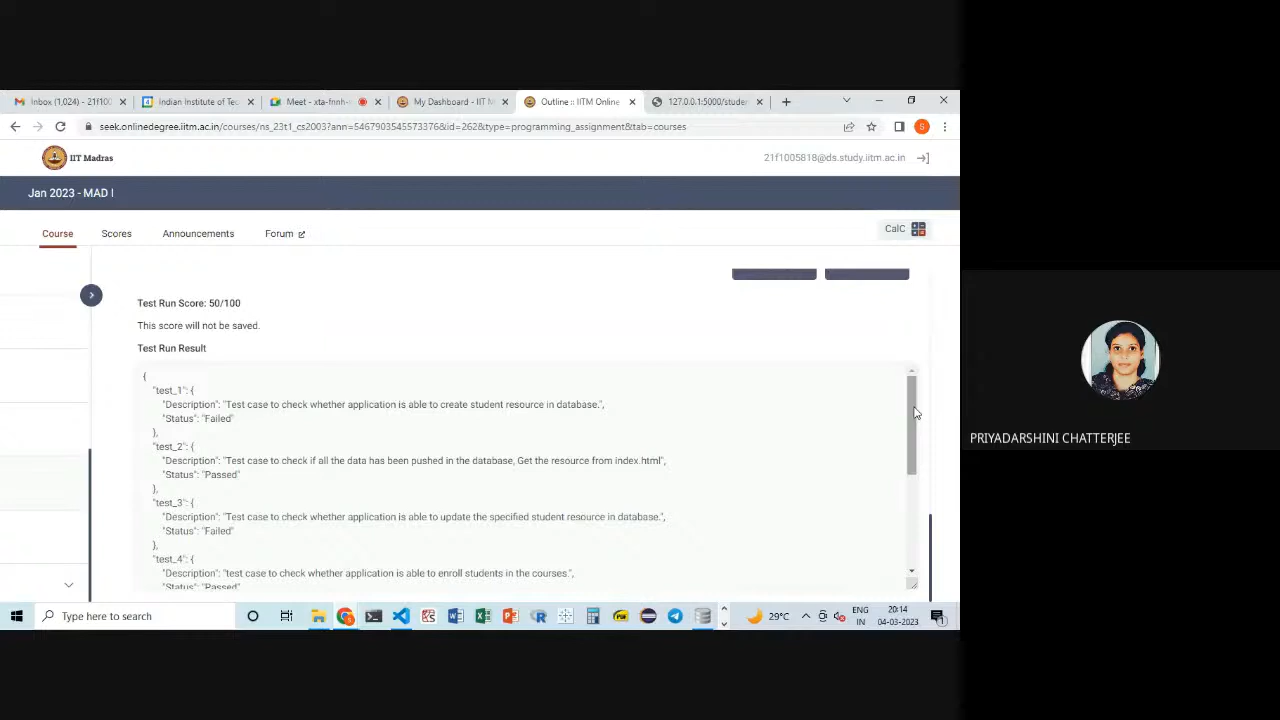 Inbox (1,024) - 21f10
Indian Institute of Tec
Meet - xta-fnnh-
My Dashboard - IIT M
Outline :: IITM Online
127.0.0.1:5000/studen
seek.onlinedegree.iitm.ac.in/courses/ns_23t1_cs2003?ann=5467903545573376&id=262&type=programming_assignment&tab=courses
S
IIT Madras
21f1005818@ds.study.iitm.ac.in
Jan 2023 - MAD I
Course
Scores
Announcements
Forum
CalC
Test Run Score: 50/100
This score will not be saved.
Test Run Result
{
"test_1": {
"Description": "Test case to check whether application is able to create student resource in database.",
"Status": "Failed"
},
"test_2": {
"Description": "Test case to check if all the data has been pushed in the database, Get the resource from index.html",
"Status": "Passed"
},
"test_3": {
"Description": "Test case to check whether application is able to update the specified student resource in database.",
"Status": "Failed"
},
"test_4": {
"Description": "test case to check whether application is able to enroll students in the courses.",
"Status": "Passed"
PRIYADARSHINI CHATTERJEE
Type here to search
29°C
ENG
IN
20:14
04-03-2023